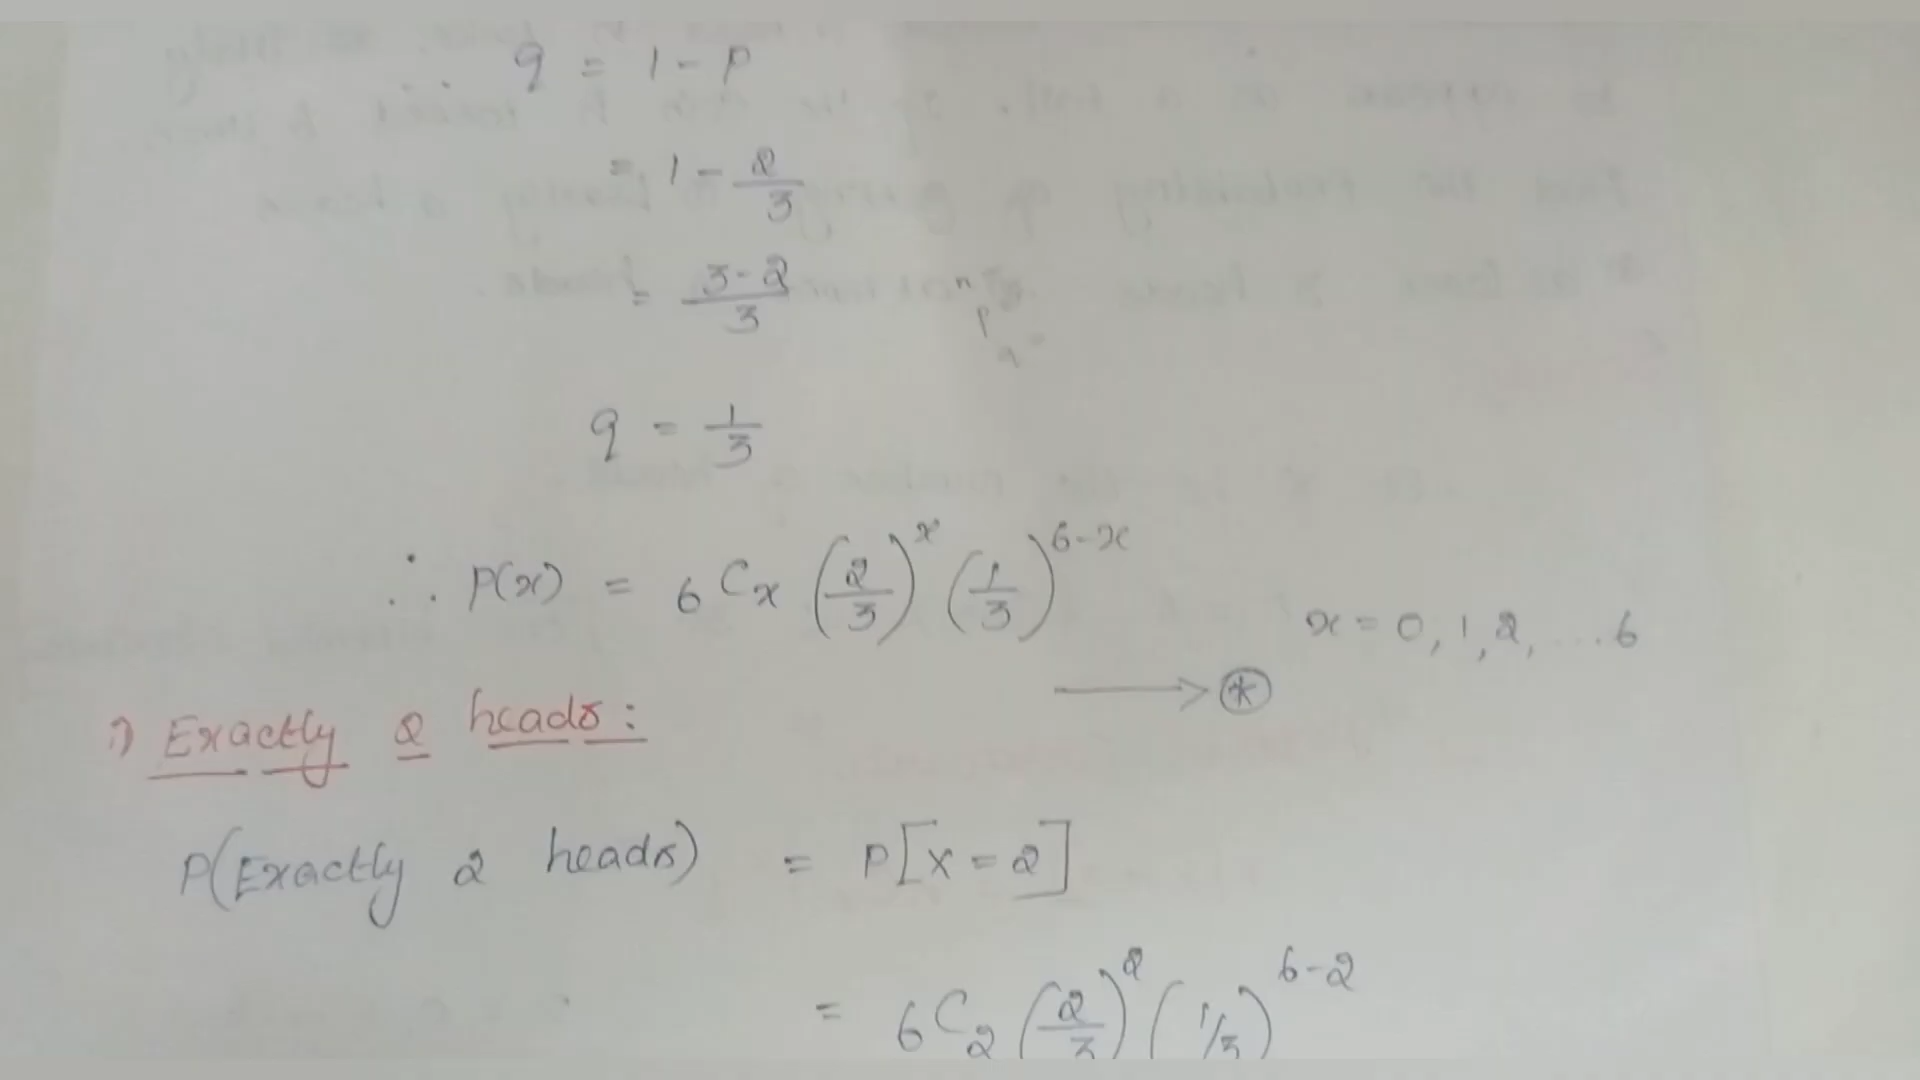 q = 1 - p
= 1 - 2/3
= 3-2/3
q = 1/3
∴ P(x) = 6Cx (2/3)^x (1/3)^6-x
x = 0, 1, 2, ... 6
→ ⊛
i) Exactly 2 heads:
P(Exactly 2 heads) = P[X = 2]
= 6C2 (2/3)^2 (1/3)^6-2